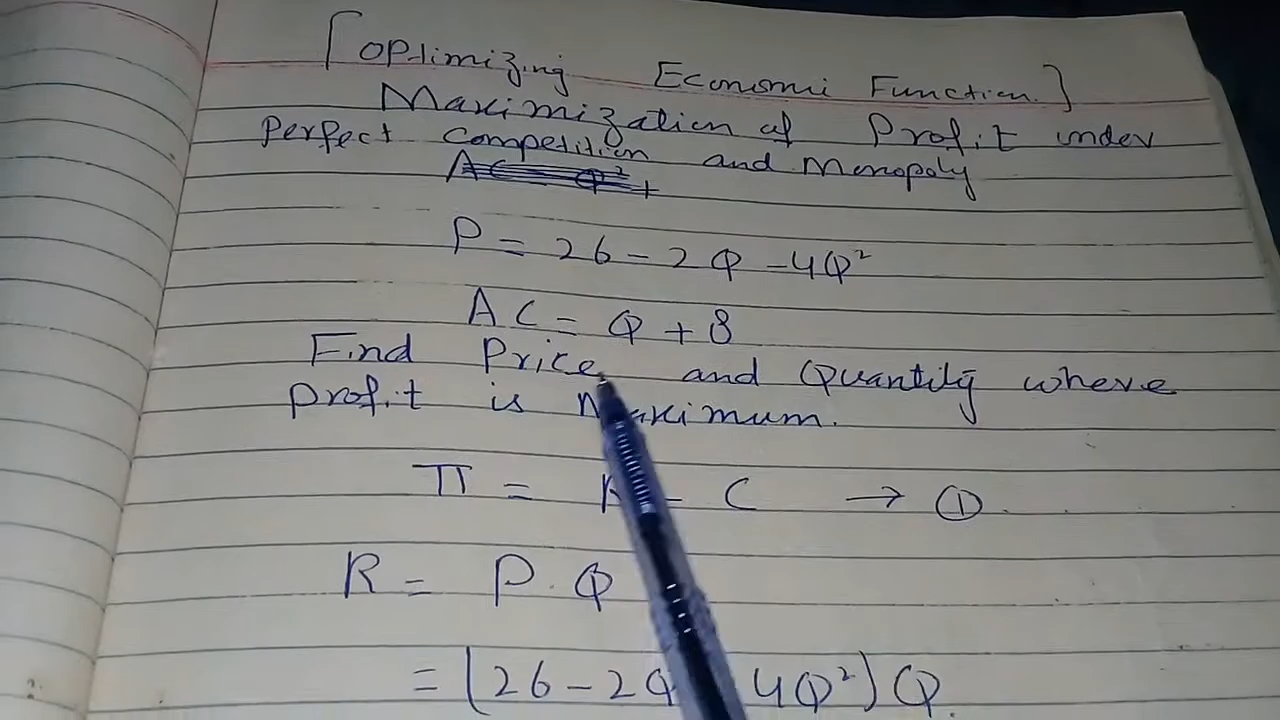 [Optimizing Economic Function]
Maximization of Profit under
Perfect Competition and Monopoly
P = 26 - 2Q - 4Q²
AC = Q + 8
Find Price and Quantity where
Profit is Maximum.
π = R - C → ①
R = P . Q
= (26 - 2Q 4Q²) Q